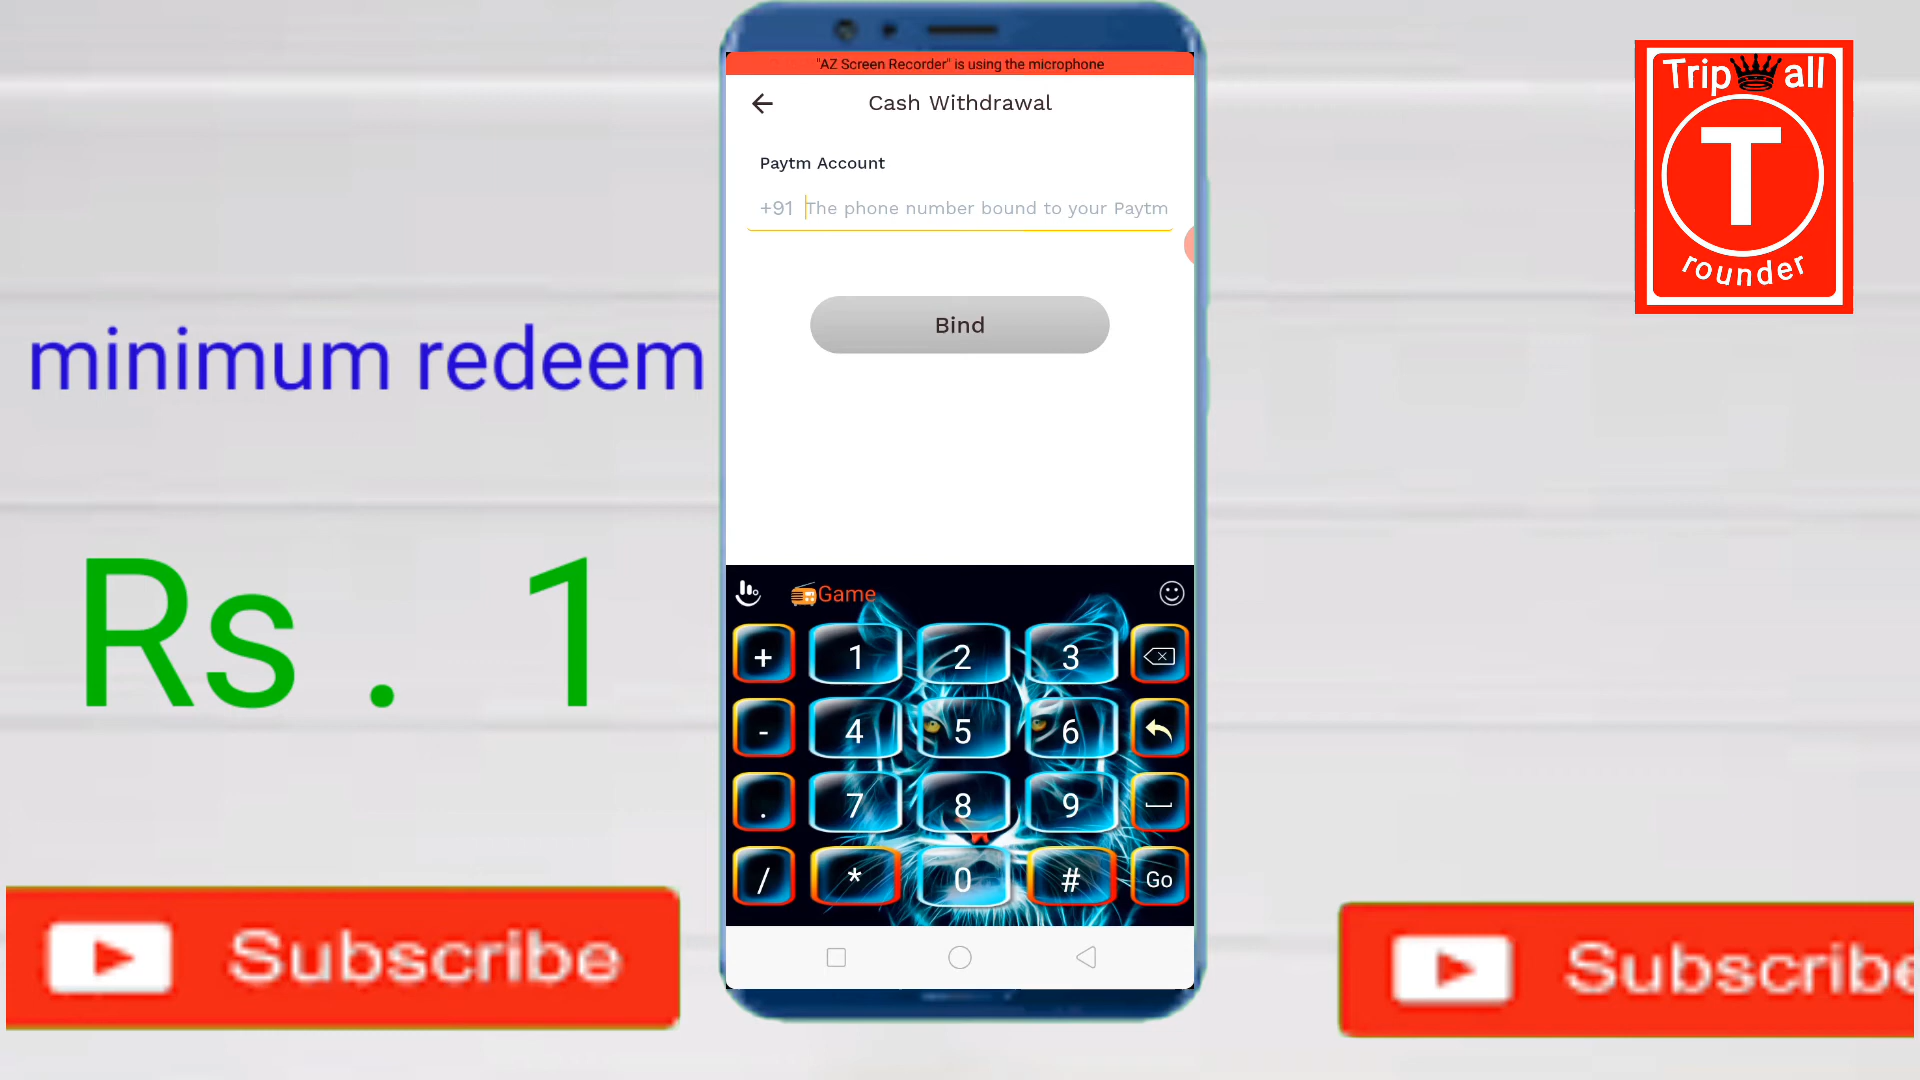 "AZ Screen Recorder" is using the microphone
Cash Withdrawal
Paytm Account
+91 The phone number bound to your Paytm
Bind
Game
+ 1 2 3
- 4 5 6
. 7 8 9
/ * 0 # Go
minimum redeem
Rs . 1
Subscribe
Trip all
T
rounder
Subscribe